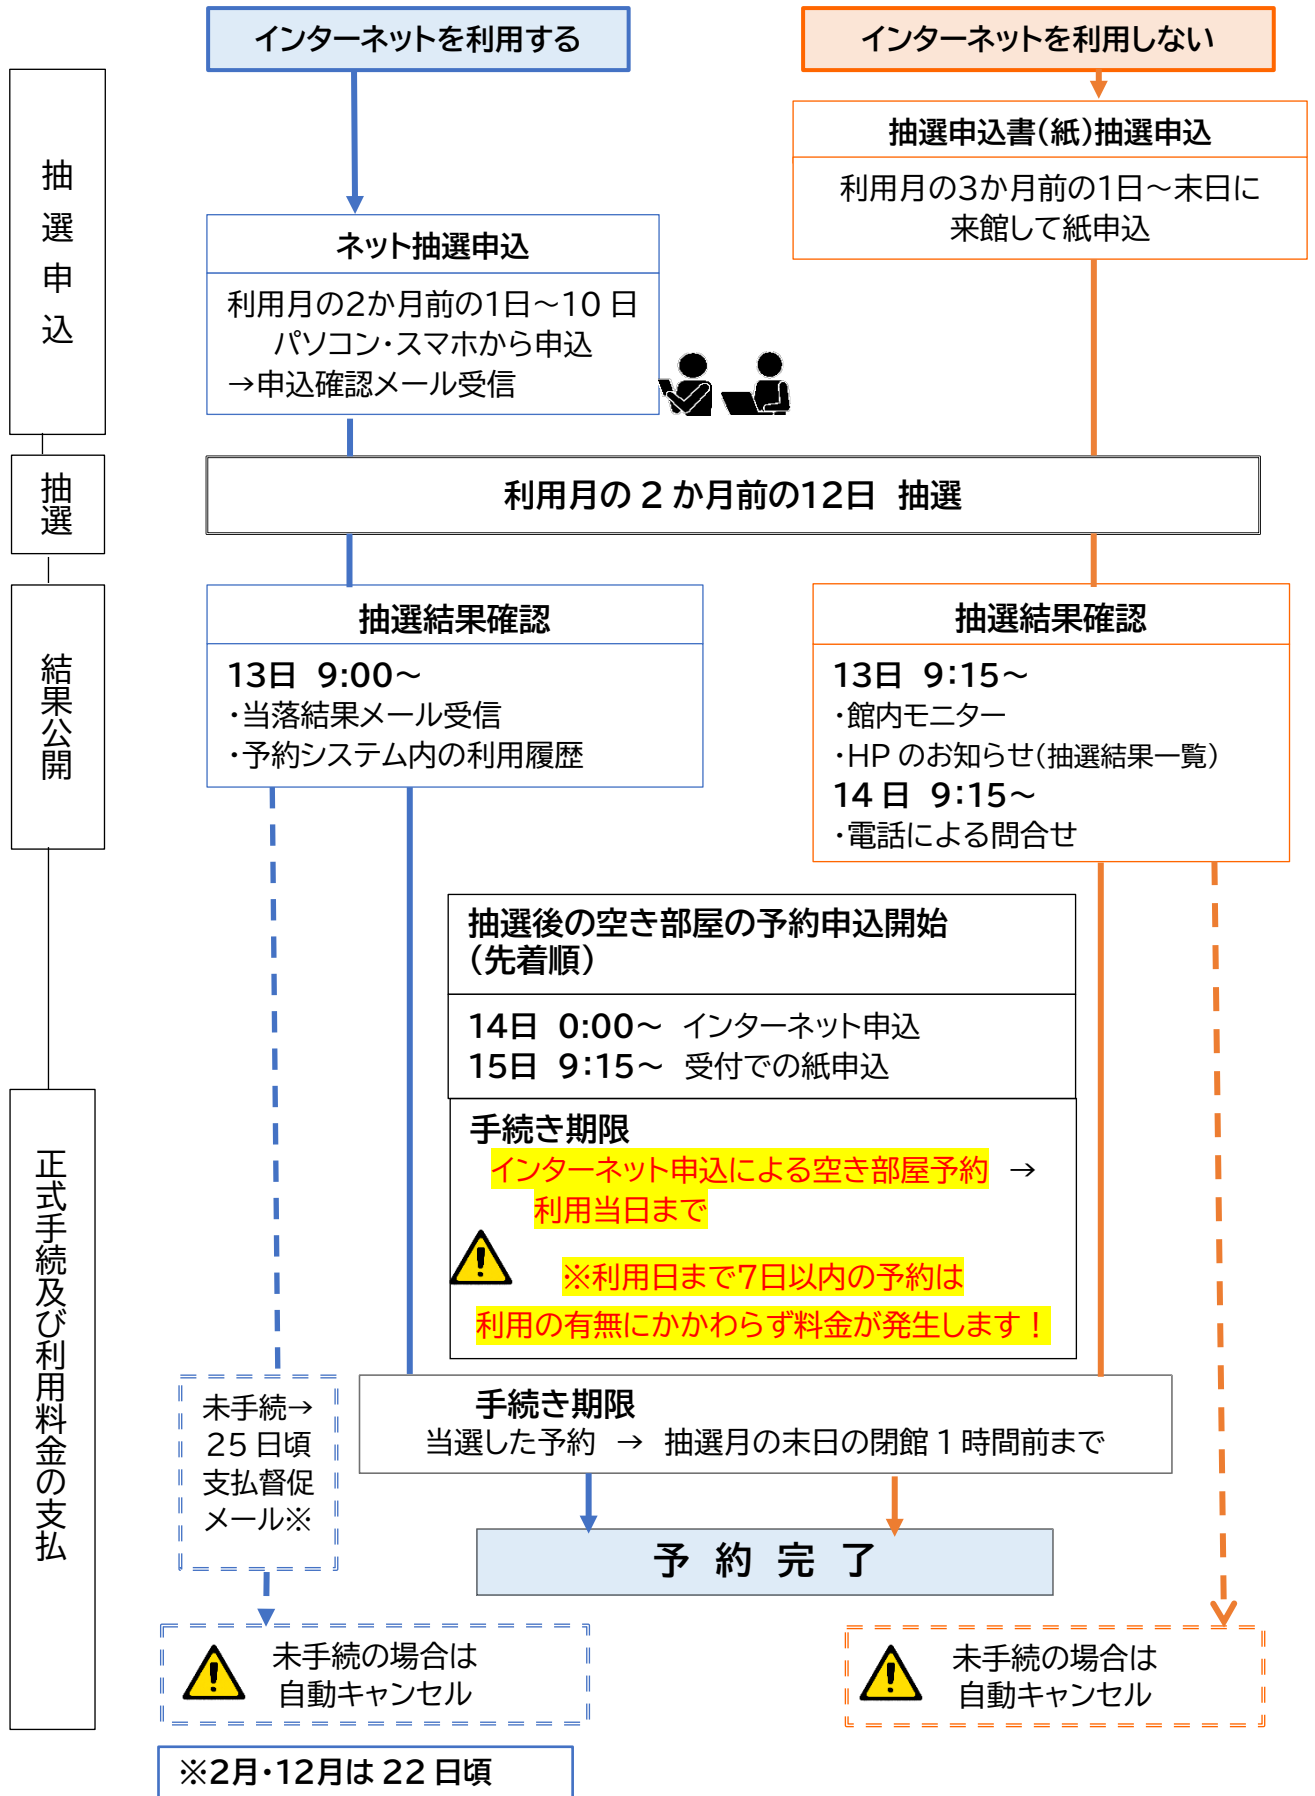 インターネットを利用する
インターネットを利用しない
抽選申込
抽選申込書(紙)抽選申込
利用月の3か月前の1日～末日に
来館して紙申込
ネット抽選申込
利用月の2か月前の1日～10日
パソコン・スマホから申込
→申込確認メール受信
抽選
利用月の2か月前の12日 抽選
結果公開
抽選結果確認
13日 9:00～
・当落結果メール受信
・予約システム内の利用履歴
抽選結果確認
13日 9:15～
・館内モニター
・HPのお知らせ(抽選結果一覧)
14日 9:15～
・電話による問合せ
抽選後の空き部屋の予約申込開始
(先着順)
14日 0:00～ インターネット申込
15日 9:15～ 受付での紙申込
正式手続及び利用料金の支払
手続き期限
インターネット申込による空き部屋予約 →
利用当日まで
※利用日まで7日以内の予約は
利用の有無にかかわらず料金が発生します！
未手続→
25日頃
支払督促
メール※
手続き期限
当選した予約 → 抽選月の末日の閉館1時間前まで
予約完了
未手続の場合は
自動キャンセル
未手続の場合は
自動キャンセル
※2月・12月は22日頃